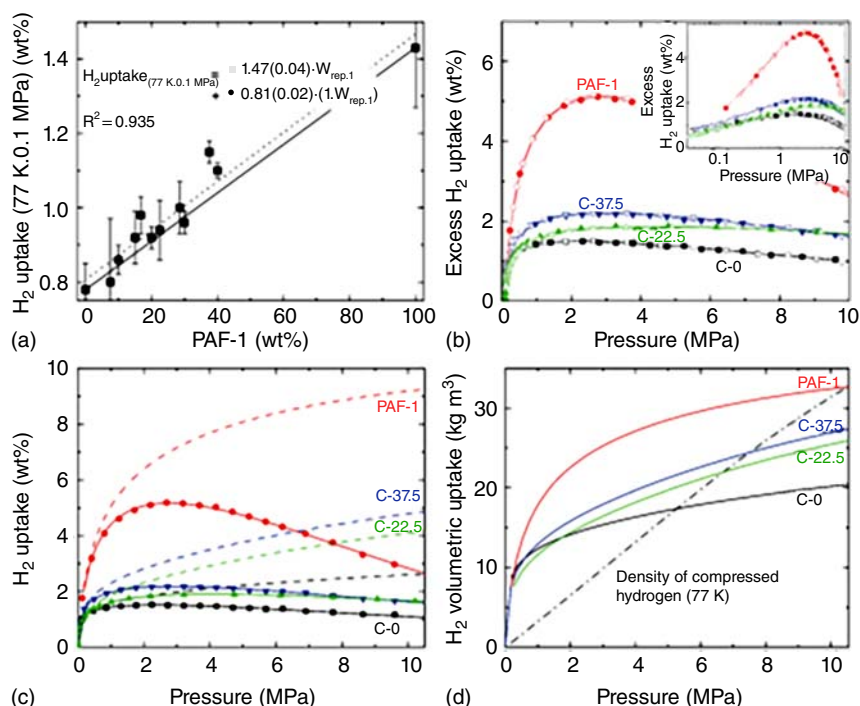 H2 uptake (77 K.0.1 MPa) (wt%)
1.4
1.2
1.0
0.8
H2uptake(77 K.0.1 MPa)
1.47(0.04)·Wrep.1
0.81(0.02)·(1.Wrep.1)
R2 = 0.935
0 20 40 60 80 100
(a) PAF-1 (wt%)
Excess H2 uptake (wt%)
6
4
2
0
PAF-1
C-37.5
C-22.5
C-0
Excess
H2 uptake (wt%)
4
2
0
0.1 1 10
Pressure (MPa)
0 2 4 6 8 10
(b) Pressure (MPa)
H2 uptake (wt%)
10
8
6
4
2
0
PAF-1
C-37.5
C-22.5
C-0
0 2 4 6 8 10
(c) Pressure (MPa)
H2 volumetric uptake (kg m3)
30
20
10
0
PAF-1
C-37.5
C-22.5
C-0
Density of compressed
hydrogen (77 K)
0 2 4 6 8 10
(d) Pressure (MPa)